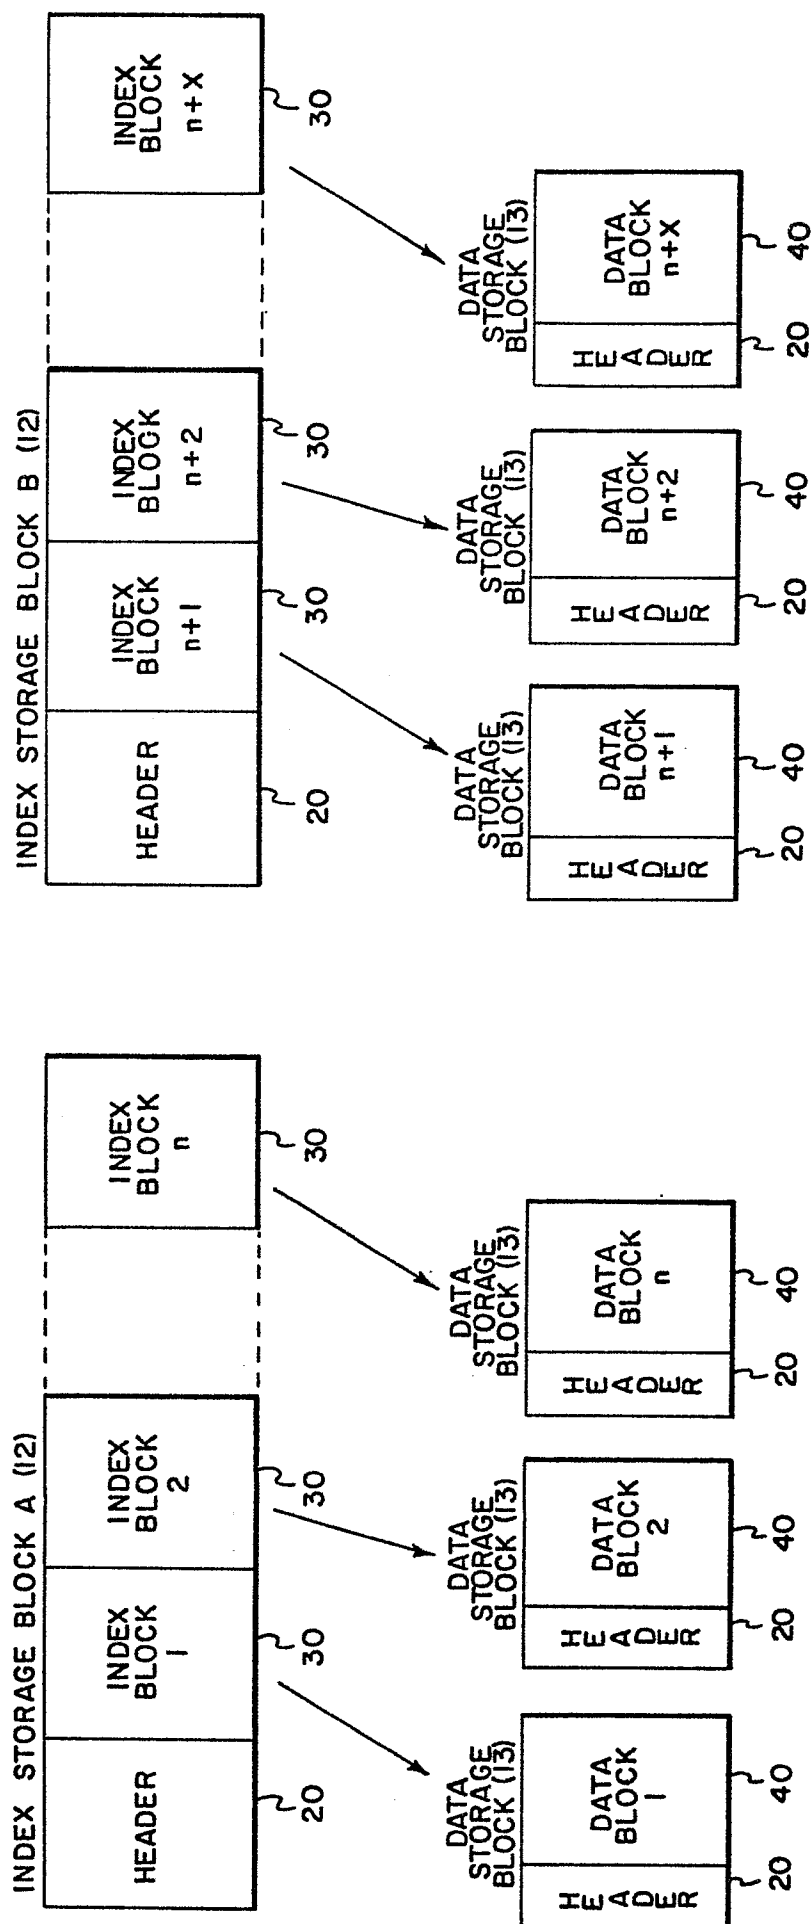 INDEX STORAGE BLOCK A (12)
HEADER
INDEX
BLOCK
1
INDEX
BLOCK
2
INDEX
BLOCK
n
20
30
30
30
DATA
STORAGE
BLOCK (13)
HEADER
DATA
BLOCK
1
20
40
DATA
STORAGE
BLOCK (13)
HEADER
DATA
BLOCK
2
20
40
DATA
STORAGE
BLOCK (13)
HEADER
DATA
BLOCK
n
20
40
INDEX STORAGE BLOCK B (12)
HEADER
INDEX
BLOCK
n+1
INDEX
BLOCK
n+2
INDEX
BLOCK
n+X
20
30
30
30
DATA
STORAGE
BLOCK (13)
HEADER
DATA
BLOCK
n+1
20
40
DATA
STORAGE
BLOCK (13)
HEADER
DATA
BLOCK
n+2
20
40
DATA
STORAGE
BLOCK (13)
HEADER
DATA
BLOCK
n+X
20
40